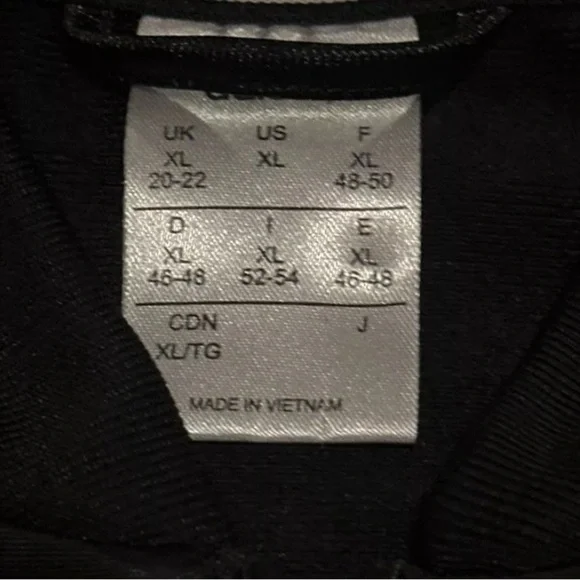 UK US F
XL XL XL
20-22 48-50
D I E
XL XL XL
46-48 52-54 46-48
CDN J
XL/TG
MADE IN VIETNAM